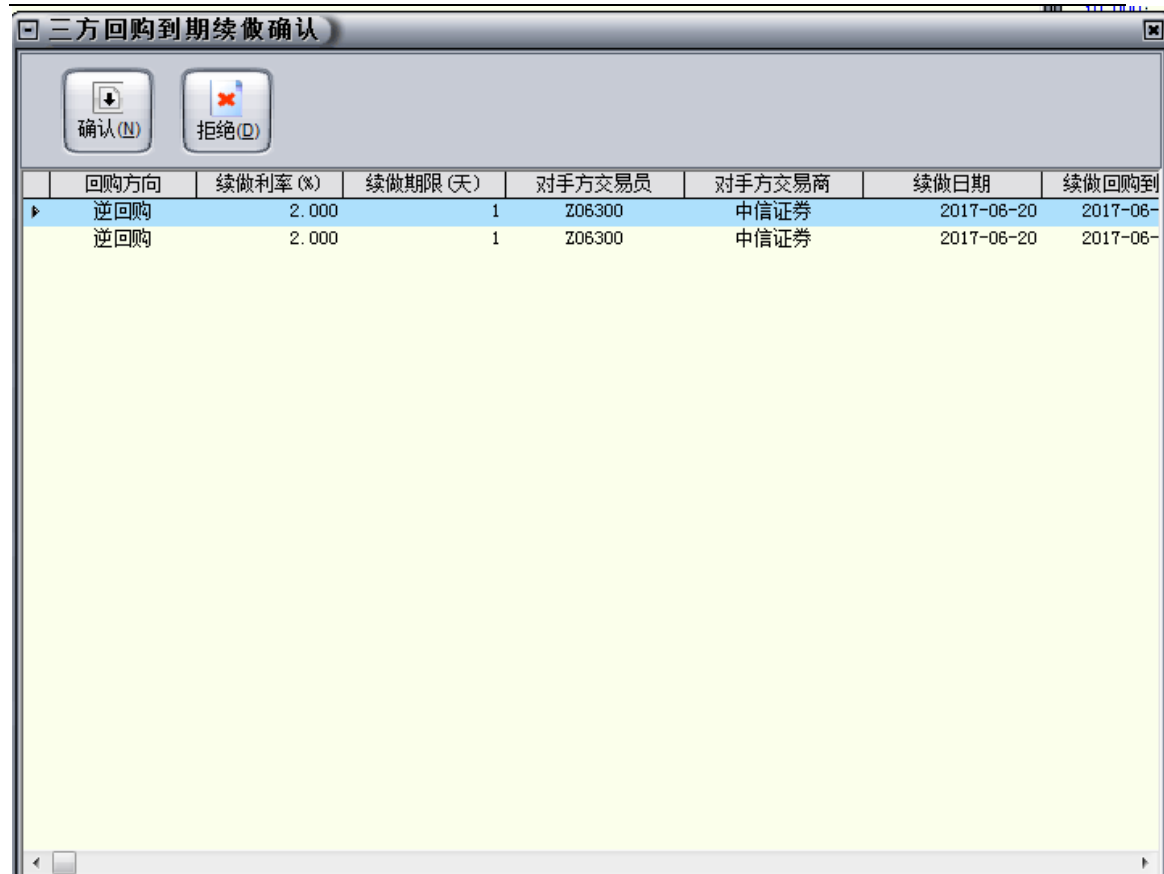 三方回购到期续做确认
确认(N) 拒绝(D)
回购方向 续做利率(%) 续做期限(天) 对手方交易员 对手方交易商 续做日期 续做回购到
逆回购 2.000 1 Z06300 中信证券 2017-06-20 2017-06-
逆回购 2.000 1 Z06300 中信证券 2017-06-20 2017-06-